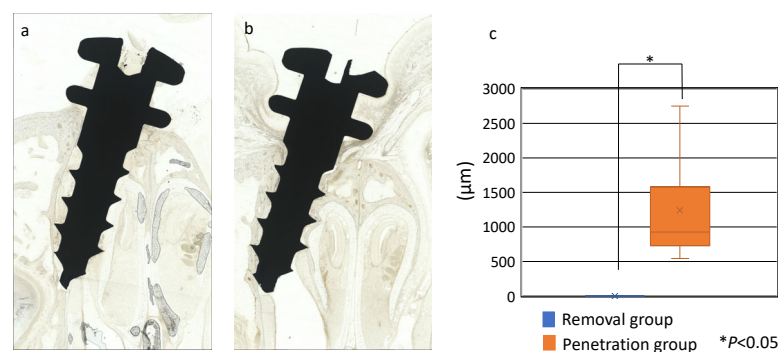 a
b
c
*
3000
2500
2000
1500
1000
500
0
(μm)
Removal group
Penetration group
*P<0.05